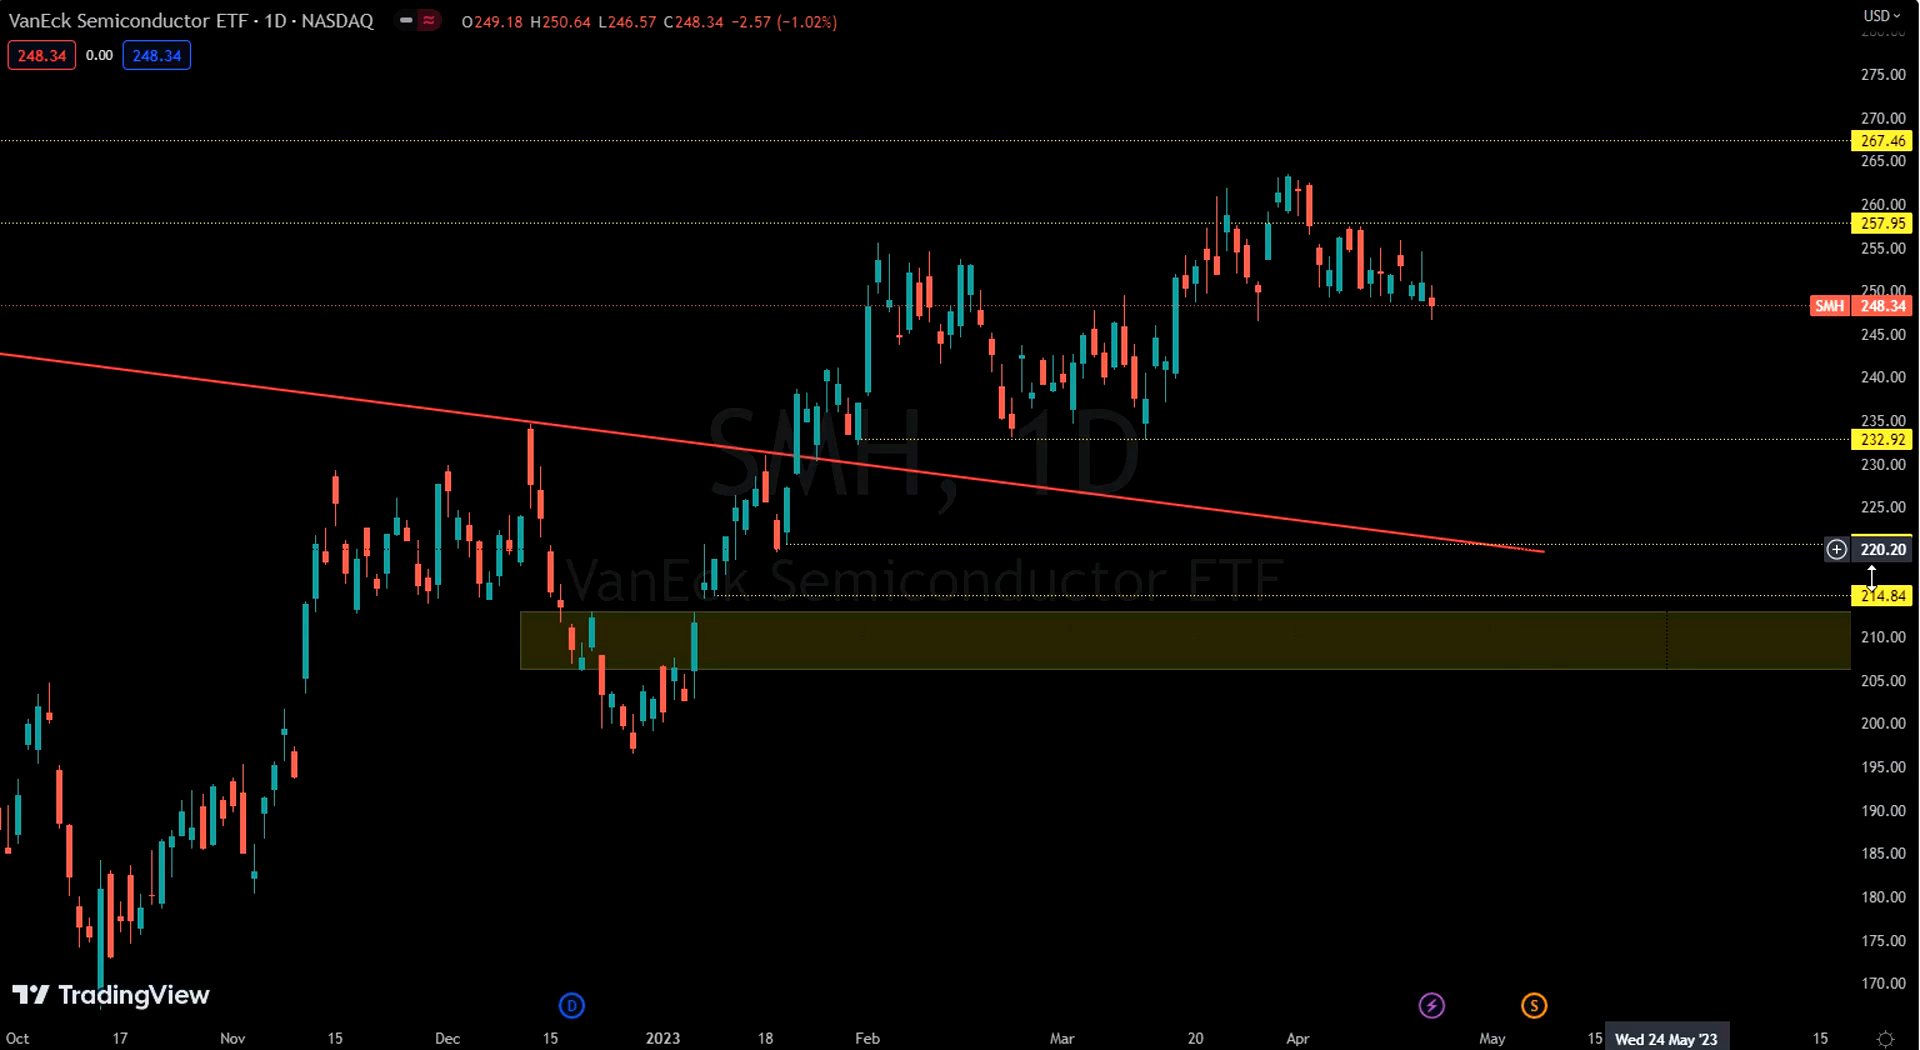 VanEck Semiconductor ETF · 1D · NASDAQ
O249.18 H250.64 L246.57 C248.34 −2.57 (−1.02%)
USD
248.34 0.00 248.34
280.00
275.00
270.00
267.46
265.00
260.00
257.95
255.00
250.00
SMH 248.34
245.00
240.00
235.00
232.92
230.00
225.00
220.20
214.84
210.00
205.00
200.00
195.00
190.00
185.00
180.00
175.00
170.00
SMH, 1D
VanEck Semiconductor ETF
TradingView
D
S
Oct 17 Nov 15 Dec 15 2023 18 Feb Mar 20 Apr May 15 Wed 24 May '23 15